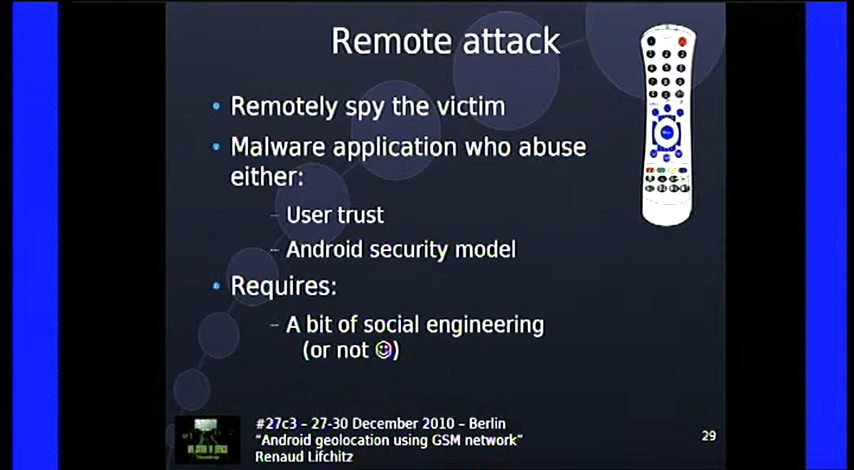 Remote attack
Remotely spy the victim
Malware application who abuse
either:
User trust
Android security model
Requires:
A bit of social engineering
(or not ☺)
#27c3 – 27-30 December 2010 – Berlin
“Android geolocation using GSM network”
Renaud Lifchitz
29